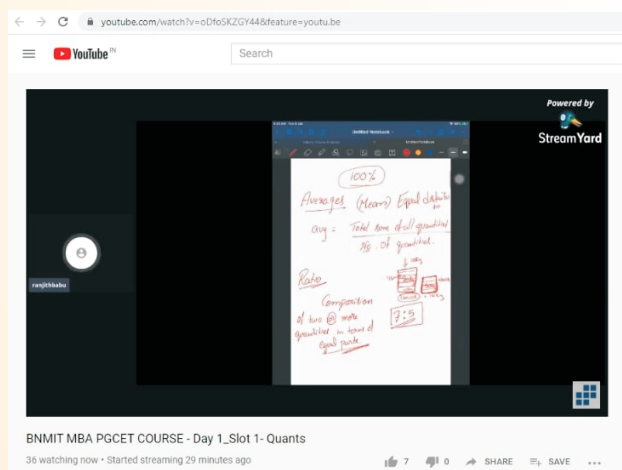 youtube.com/watch?v=oDfoSKZGY44&feature=youtu.be
YouTube IN
Search
Powered by
StreamYard
Untitled Notebook
100%
Averages (Mean) Equal
avg = Total sum of all quantities
No. of quantities.
Ratio
Comparison
of two or more
quantities in terms of
equal parts.
7:5
ranjithbabu
BNMIT MBA PGCET COURSE - Day 1_Slot 1- Quants
36 watching now • Started streaming 29 minutes ago
7 0 SHARE SAVE